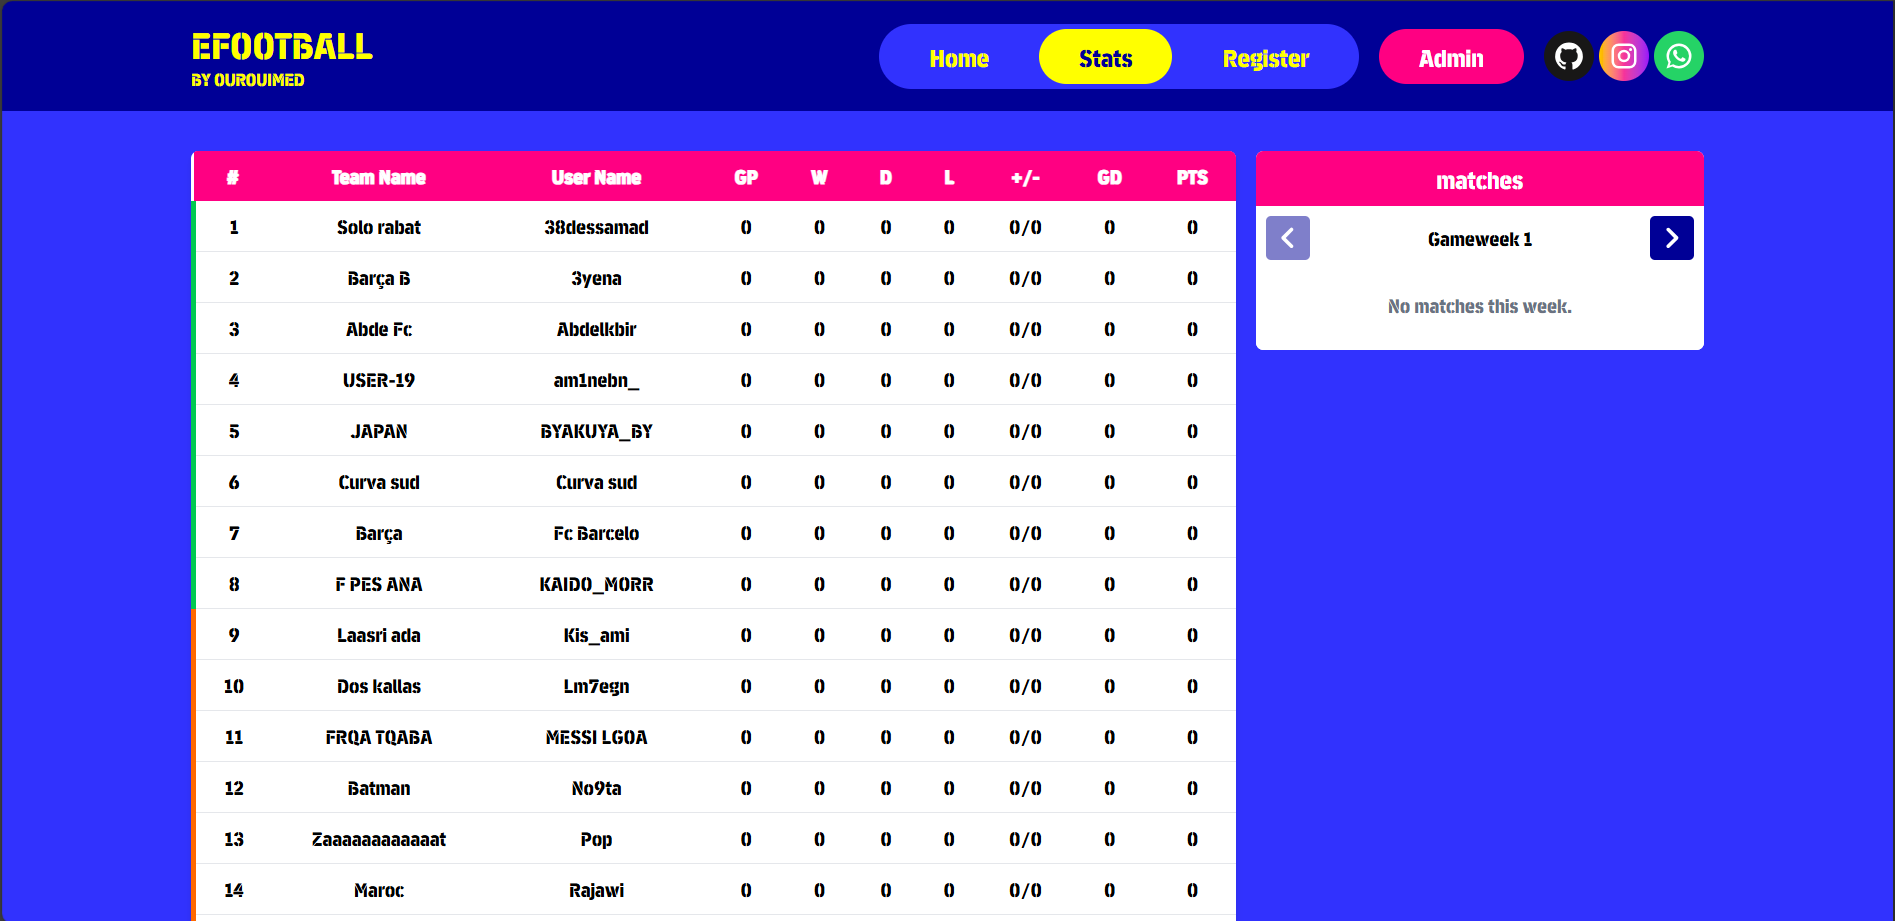 EFOOTBALL
BY OUROUIMED
Home Stats Register Admin
# Team Name User Name GP W D L +/- GD PTS
1 Solo rabat 38dessamad 0 0 0 0 0/0 0 0
2 Barça B 3yena 0 0 0 0 0/0 0 0
3 Abde Fc Abdelkbir 0 0 0 0 0/0 0 0
4 USER-19 am1nebn_ 0 0 0 0 0/0 0 0
5 JAPAN BYAKUYA_BY 0 0 0 0 0/0 0 0
6 Curva sud Curva sud 0 0 0 0 0/0 0 0
7 Barça Fc Barcelo 0 0 0 0 0/0 0 0
8 F PES ANA KAIDO_MORR 0 0 0 0 0/0 0 0
9 Laasri ada Kis_ami 0 0 0 0 0/0 0 0
10 Dos kallas Lm7egn 0 0 0 0 0/0 0 0
11 FRQA TQABA MESSI LGOA 0 0 0 0 0/0 0 0
12 Batman No9ta 0 0 0 0 0/0 0 0
13 Zaaaaaaaaaaaat Pop 0 0 0 0 0/0 0 0
14 Maroc Rajawi 0 0 0 0 0/0 0 0
matches
Gameweek 1
No matches this week.